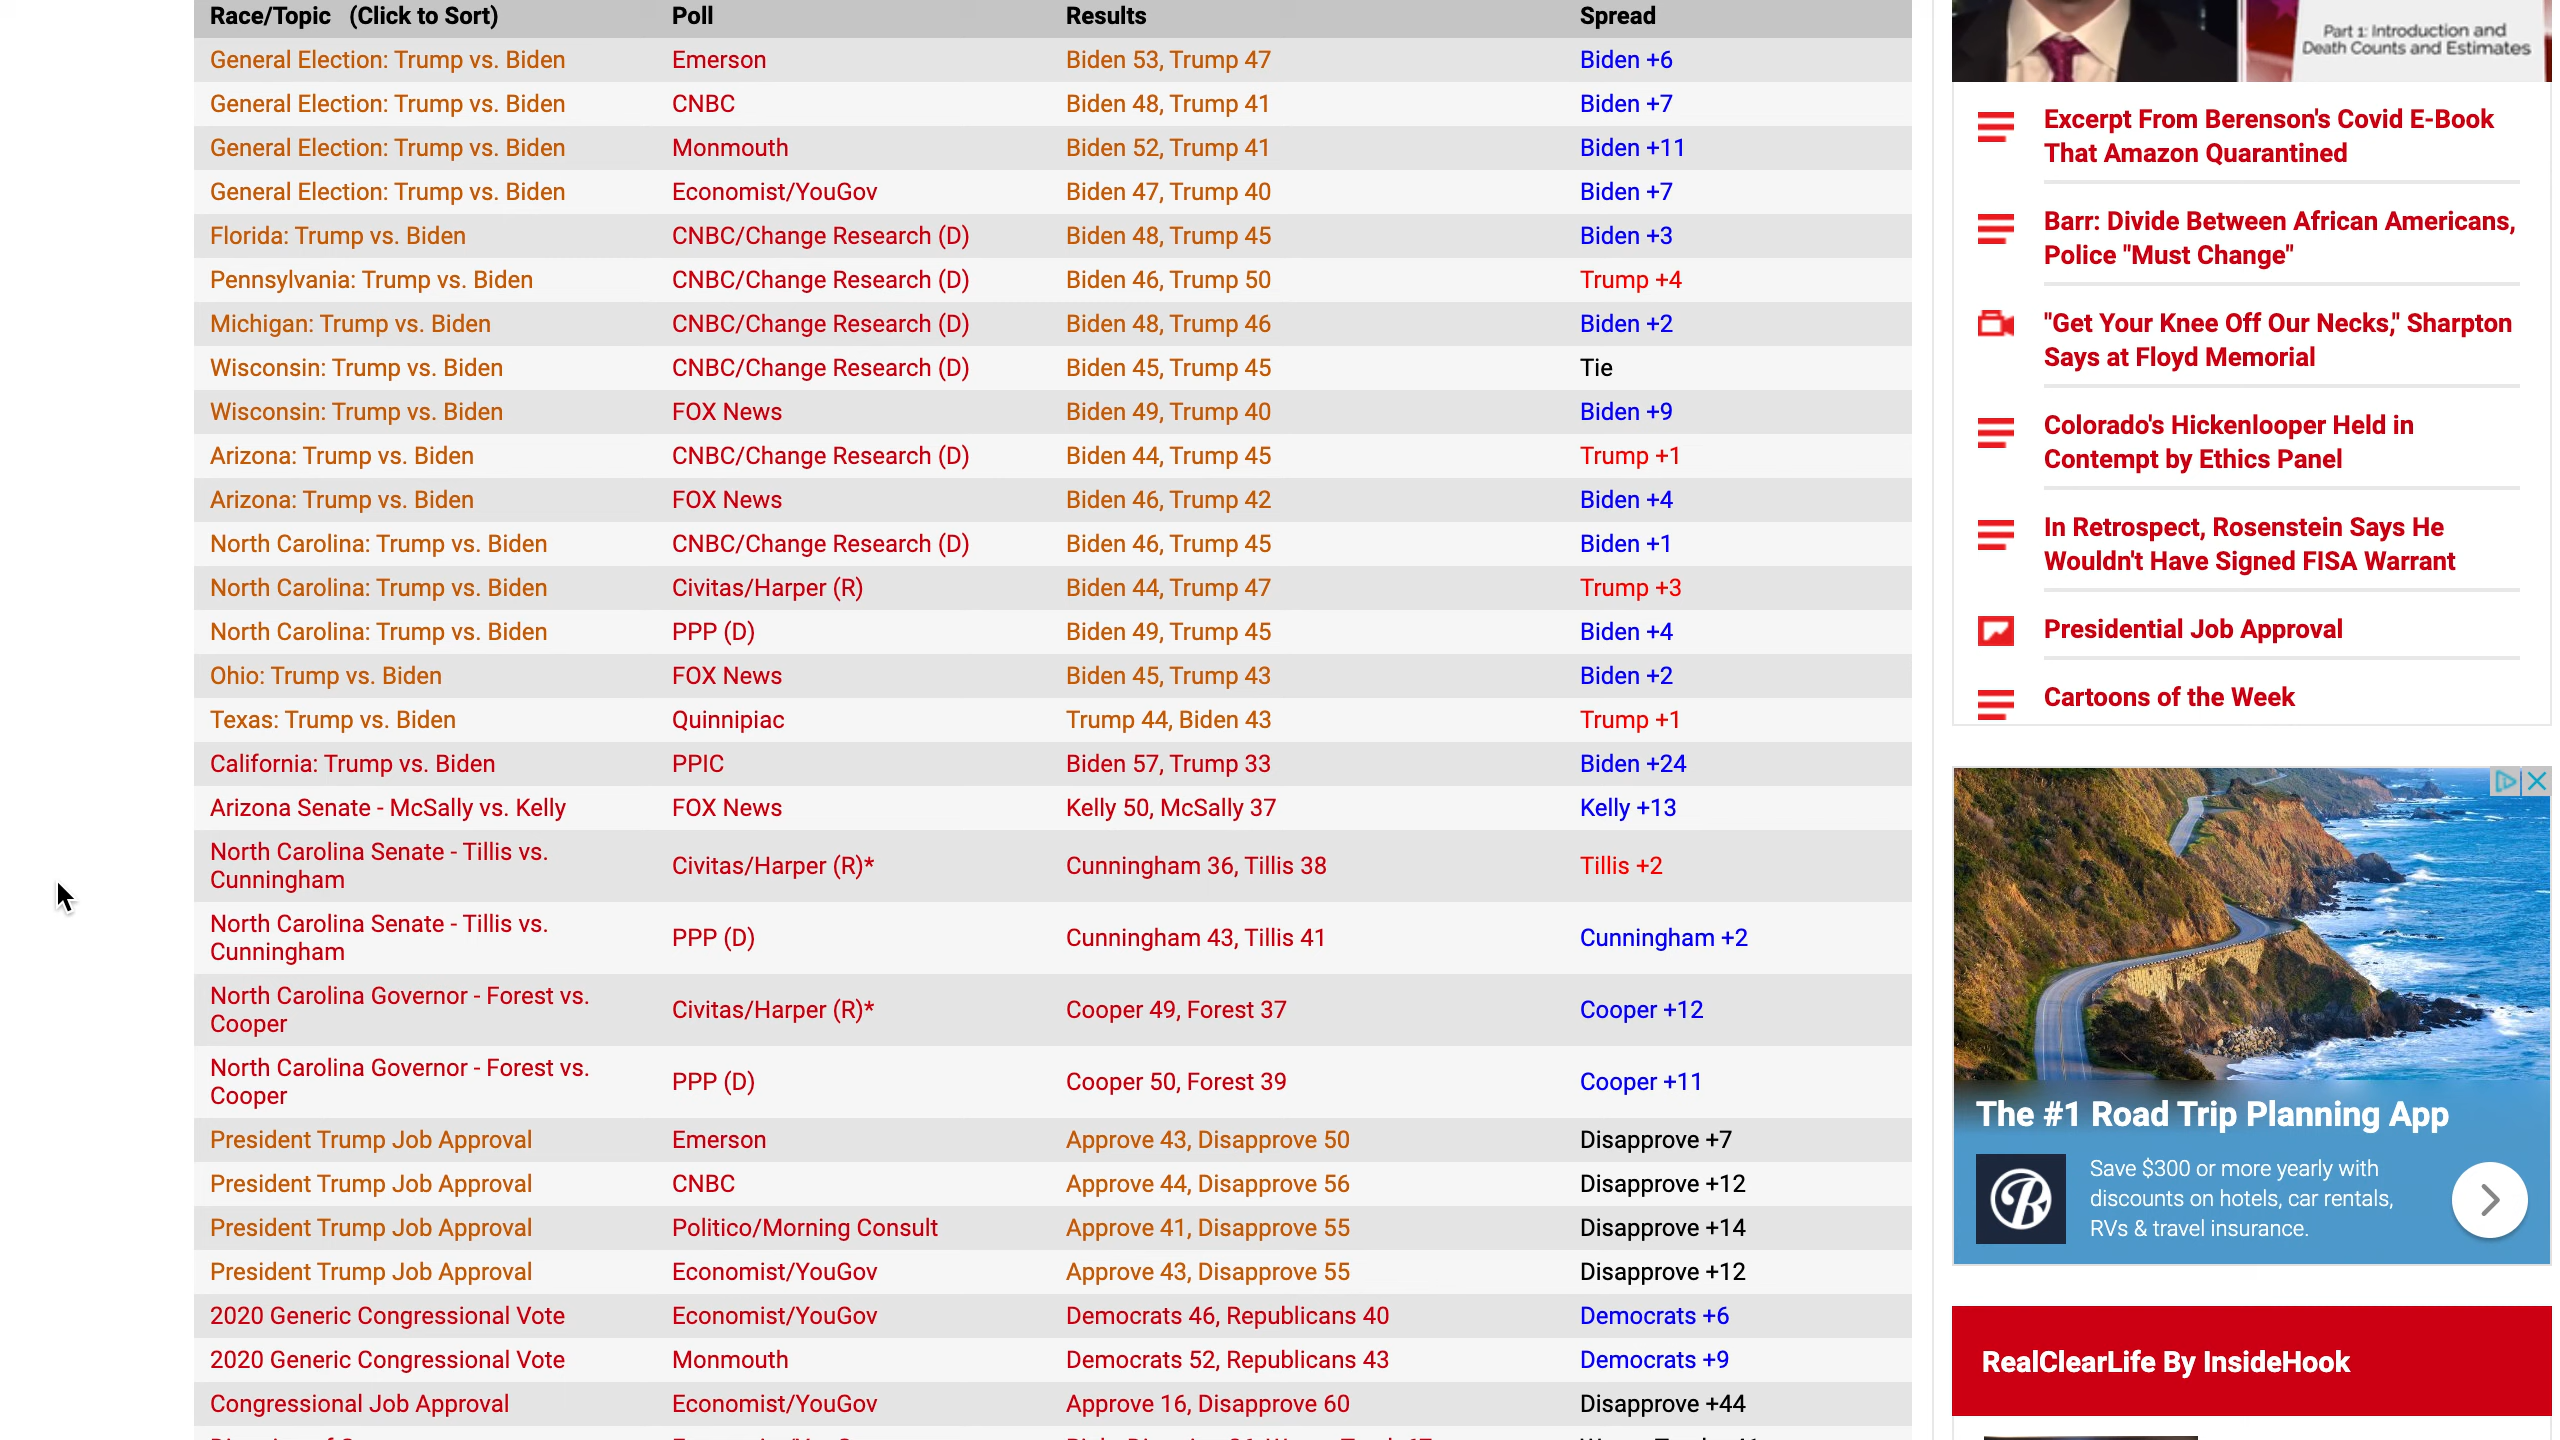 Race/Topic   (Click to Sort) Poll Results Spread
General Election: Trump vs. Biden Emerson Biden 53, Trump 47 Biden +6
General Election: Trump vs. Biden CNBC Biden 48, Trump 41 Biden +7
General Election: Trump vs. Biden Monmouth Biden 52, Trump 41 Biden +11
General Election: Trump vs. Biden Economist/YouGov Biden 47, Trump 40 Biden +7
Florida: Trump vs. Biden CNBC/Change Research (D) Biden 48, Trump 45 Biden +3
Pennsylvania: Trump vs. Biden CNBC/Change Research (D) Biden 46, Trump 50 Trump +4
Michigan: Trump vs. Biden CNBC/Change Research (D) Biden 48, Trump 46 Biden +2
Wisconsin: Trump vs. Biden CNBC/Change Research (D) Biden 45, Trump 45 Tie
Wisconsin: Trump vs. Biden FOX News Biden 49, Trump 40 Biden +9
Arizona: Trump vs. Biden CNBC/Change Research (D) Biden 44, Trump 45 Trump +1
Arizona: Trump vs. Biden FOX News Biden 46, Trump 42 Biden +4
North Carolina: Trump vs. Biden CNBC/Change Research (D) Biden 46, Trump 45 Biden +1
North Carolina: Trump vs. Biden Civitas/Harper (R) Biden 44, Trump 47 Trump +3
North Carolina: Trump vs. Biden PPP (D) Biden 49, Trump 45 Biden +4
Ohio: Trump vs. Biden FOX News Biden 45, Trump 43 Biden +2
Texas: Trump vs. Biden Quinnipiac Trump 44, Biden 43 Trump +1
California: Trump vs. Biden PPIC Biden 57, Trump 33 Biden +24
Arizona Senate - McSally vs. Kelly FOX News Kelly 50, McSally 37 Kelly +13
North Carolina Senate - Tillis vs.
Cunningham Civitas/Harper (R)* Cunningham 36, Tillis 38 Tillis +2
North Carolina Senate - Tillis vs.
Cunningham PPP (D) Cunningham 43, Tillis 41 Cunningham +2
North Carolina Governor - Forest vs.
Cooper Civitas/Harper (R)* Cooper 49, Forest 37 Cooper +12
North Carolina Governor - Forest vs.
Cooper PPP (D) Cooper 50, Forest 39 Cooper +11
President Trump Job Approval Emerson Approve 43, Disapprove 50 Disapprove +7
President Trump Job Approval CNBC Approve 44, Disapprove 56 Disapprove +12
President Trump Job Approval Politico/Morning Consult Approve 41, Disapprove 55 Disapprove +14
President Trump Job Approval Economist/YouGov Approve 43, Disapprove 55 Disapprove +12
2020 Generic Congressional Vote Economist/YouGov Democrats 46, Republicans 40 Democrats +6
2020 Generic Congressional Vote Monmouth Democrats 52, Republicans 43 Democrats +9
Congressional Job Approval Economist/YouGov Approve 16, Disapprove 60 Disapprove +44
Part 1: Introduction and
Death Counts and Estimates
Excerpt From Berenson's Covid E-Book
That Amazon Quarantined
Barr: Divide Between African Americans,
Police "Must Change"
"Get Your Knee Off Our Necks," Sharpton
Says at Floyd Memorial
Colorado's Hickenlooper Held in
Contempt by Ethics Panel
In Retrospect, Rosenstein Says He
Wouldn't Have Signed FISA Warrant
Presidential Job Approval
Cartoons of the Week
The #1 Road Trip Planning App
Save $300 or more yearly with
discounts on hotels, car rentals,
RVs & travel insurance.
RealClearLife By InsideHook